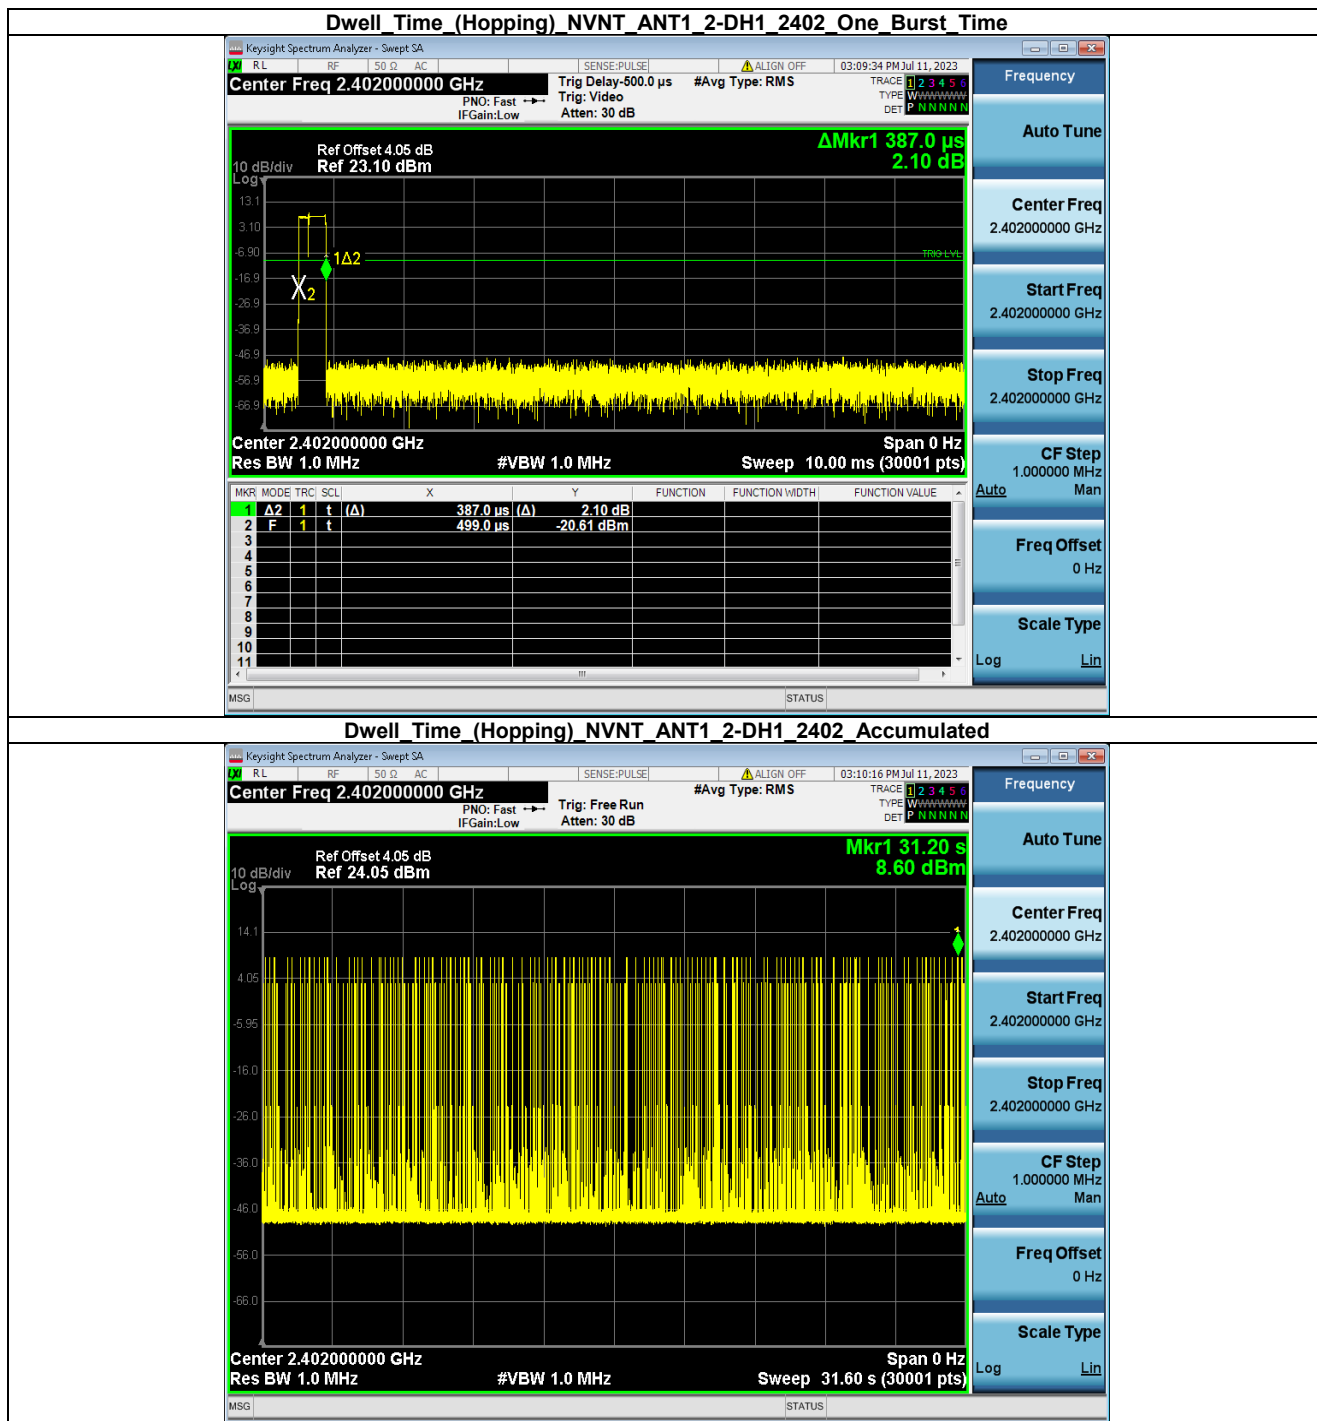 Dwell_Time_(Hopping)_NVNT_ANT1_2-DH1_2402_One_Burst_Time
Keysight Spectrum Analyzer - Swept SA
LXI RL RF 50 Ω AC SENSE:PULSE ALIGN OFF 03:09:34 PM Jul 11, 2023
Center Freq 2.402000000 GHz
PNO: Fast
IFGain:Low
Trig Delay-500.0 µs
Trig: Video
Atten: 30 dB
#Avg Type: RMS
TRACE 1 2 3 4 5 6
TYPE WWWWWW
DET P N N N N N
Frequency
Auto Tune
Center Freq
2.402000000 GHz
Start Freq
2.402000000 GHz
Stop Freq
2.402000000 GHz
CF Step
1.000000 MHz
Auto Man
Freq Offset
0 Hz
Scale Type
Log Lin
ΔMkr1 387.0 µs
2.10 dB
Ref Offset 4.05 dB
10 dB/div Ref 23.10 dBm
Log
13.1
3.10
-6.90
-16.9
-26.9
-36.9
-46.9
-56.9
-66.9
1Δ2
X2
TRIG LVL
Center 2.402000000 GHz Span 0 Hz
Res BW 1.0 MHz #VBW 1.0 MHz Sweep 10.00 ms (30001 pts)
MKR MODE TRC SCL X Y FUNCTION FUNCTION WIDTH FUNCTION VALUE
1 Δ2 1 t (Δ) 387.0 µs (Δ) 2.10 dB
2 F 1 t 499.0 µs -20.61 dBm
3
4
5
6
7
8
9
10
11
MSG STATUS
Dwell_Time_(Hopping)_NVNT_ANT1_2-DH1_2402_Accumulated
Keysight Spectrum Analyzer - Swept SA
LXI RL RF 50 Ω AC SENSE:PULSE ALIGN OFF 03:10:16 PM Jul 11, 2023
Center Freq 2.402000000 GHz
PNO: Fast
IFGain:Low
Trig: Free Run
Atten: 30 dB
#Avg Type: RMS
TRACE 1 2 3 4 5 6
TYPE WWWWWW
DET P N N N N N
Frequency
Auto Tune
Center Freq
2.402000000 GHz
Start Freq
2.402000000 GHz
Stop Freq
2.402000000 GHz
CF Step
1.000000 MHz
Auto Man
Freq Offset
0 Hz
Scale Type
Log Lin
Mkr1 31.20 s
8.60 dBm
Ref Offset 4.05 dB
10 dB/div Ref 24.05 dBm
Log
14.1
4.05
-5.95
-16.0
-26.0
-36.0
-46.0
-56.0
-66.0
1
Center 2.402000000 GHz Span 0 Hz
Res BW 1.0 MHz #VBW 1.0 MHz Sweep 31.60 s (30001 pts)
MSG STATUS